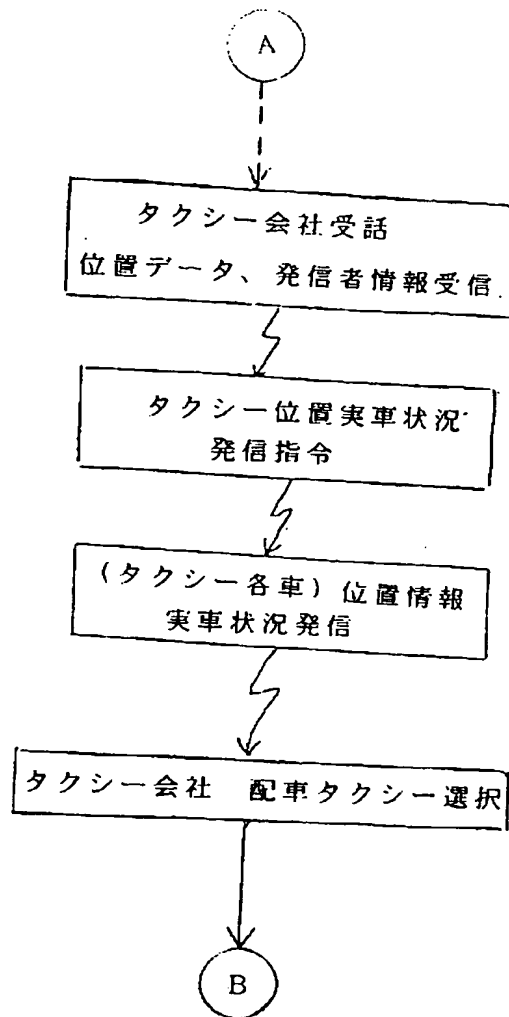 A
タクシー会社受話
位置データ、発信者情報受信
タクシー位置実車状況
発信指令
(タクシー各車)位置情報
実車状況発信
タクシー会社 配車タクシー選択
B